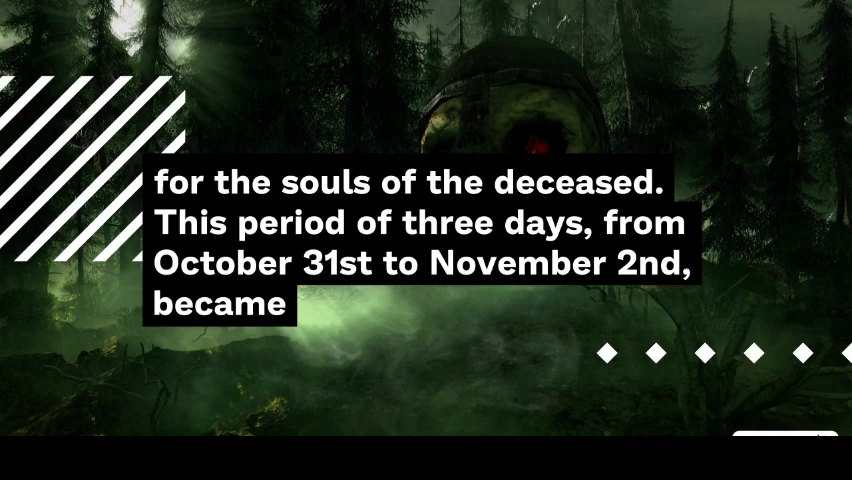 for the souls of the deceased.
This period of three days, from
October 31st to November 2nd,
became